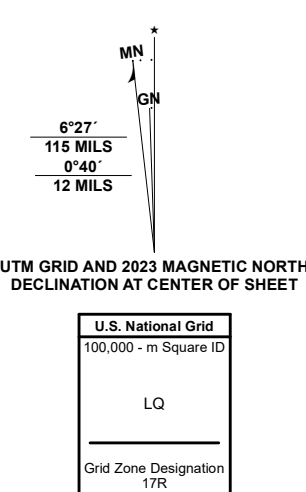 ★
MN
GN
6°27´
115 MILS
0°40´
12 MILS
UTM GRID AND 2023 MAGNETIC NORTH
DECLINATION AT CENTER OF SHEET
U.S. National Grid
100,000 - m Square ID
LQ
Grid Zone Designation
17R